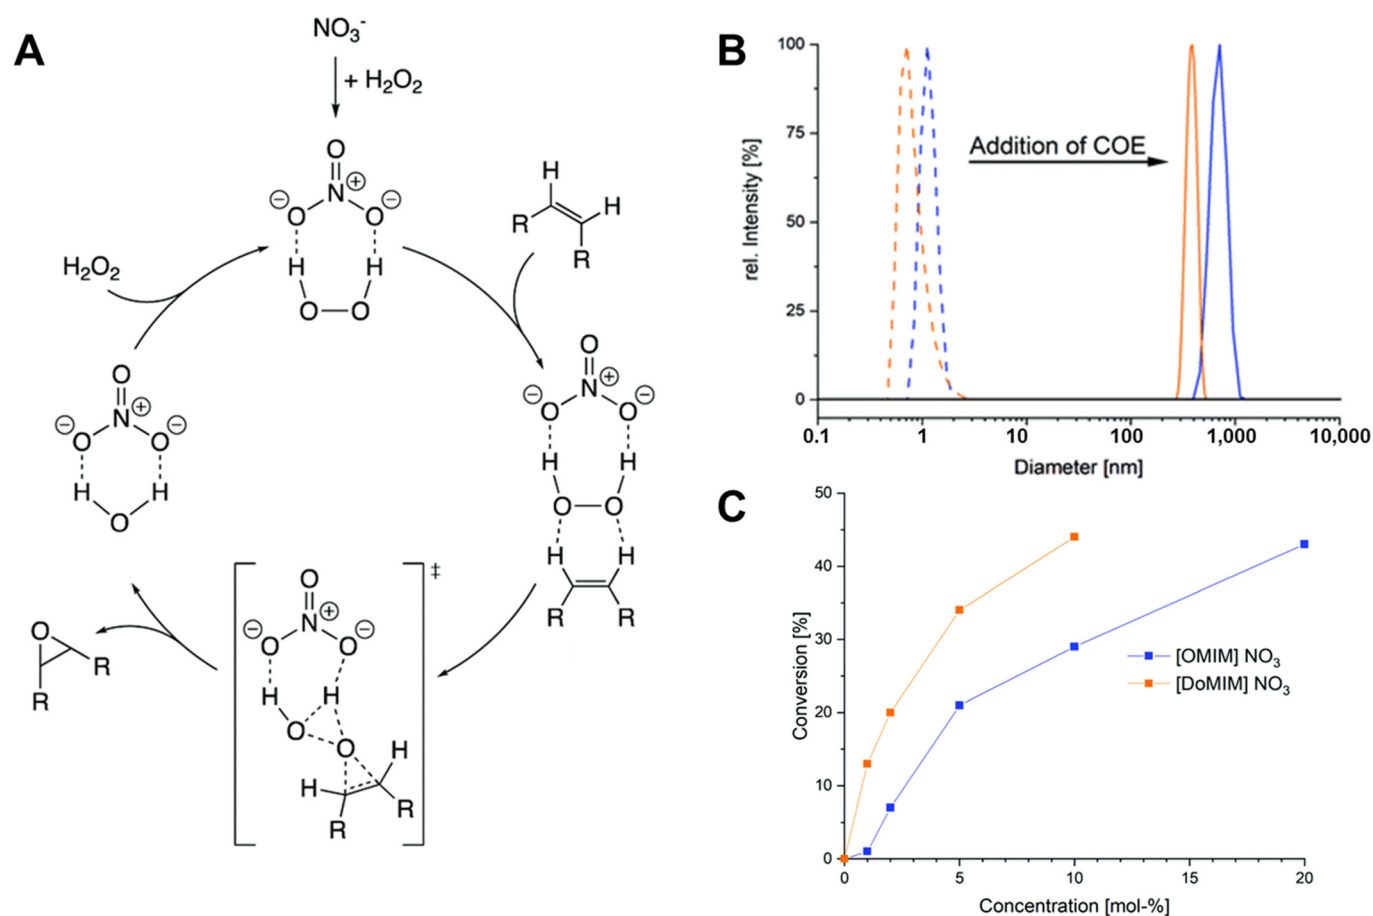 A
NO₃⁻
+ H₂O₂
O
N
⊕
⊖
⊖
O
O
H
H
O
O
H
H
R
R
H₂O₂
O
N
⊕
⊖
⊖
O
O
H
H
O
O
N
⊕
⊖
⊖
O
O
H
H
O
O
H
H
R
R
‡
O
N
⊕
⊖
⊖
O
O
H
H
O
O
H
H
R
R
O
R
R
B
100
75
50
25
0
rel. Intensity [%]
Addition of COE
0.1
1
10
100
1,000
10,000
Diameter [nm]
C
50
40
30
20
10
0
Conversion [%]
[OMIM] NO₃
[DoMIM] NO₃
0
5
10
15
20
Concentration [mol-%]